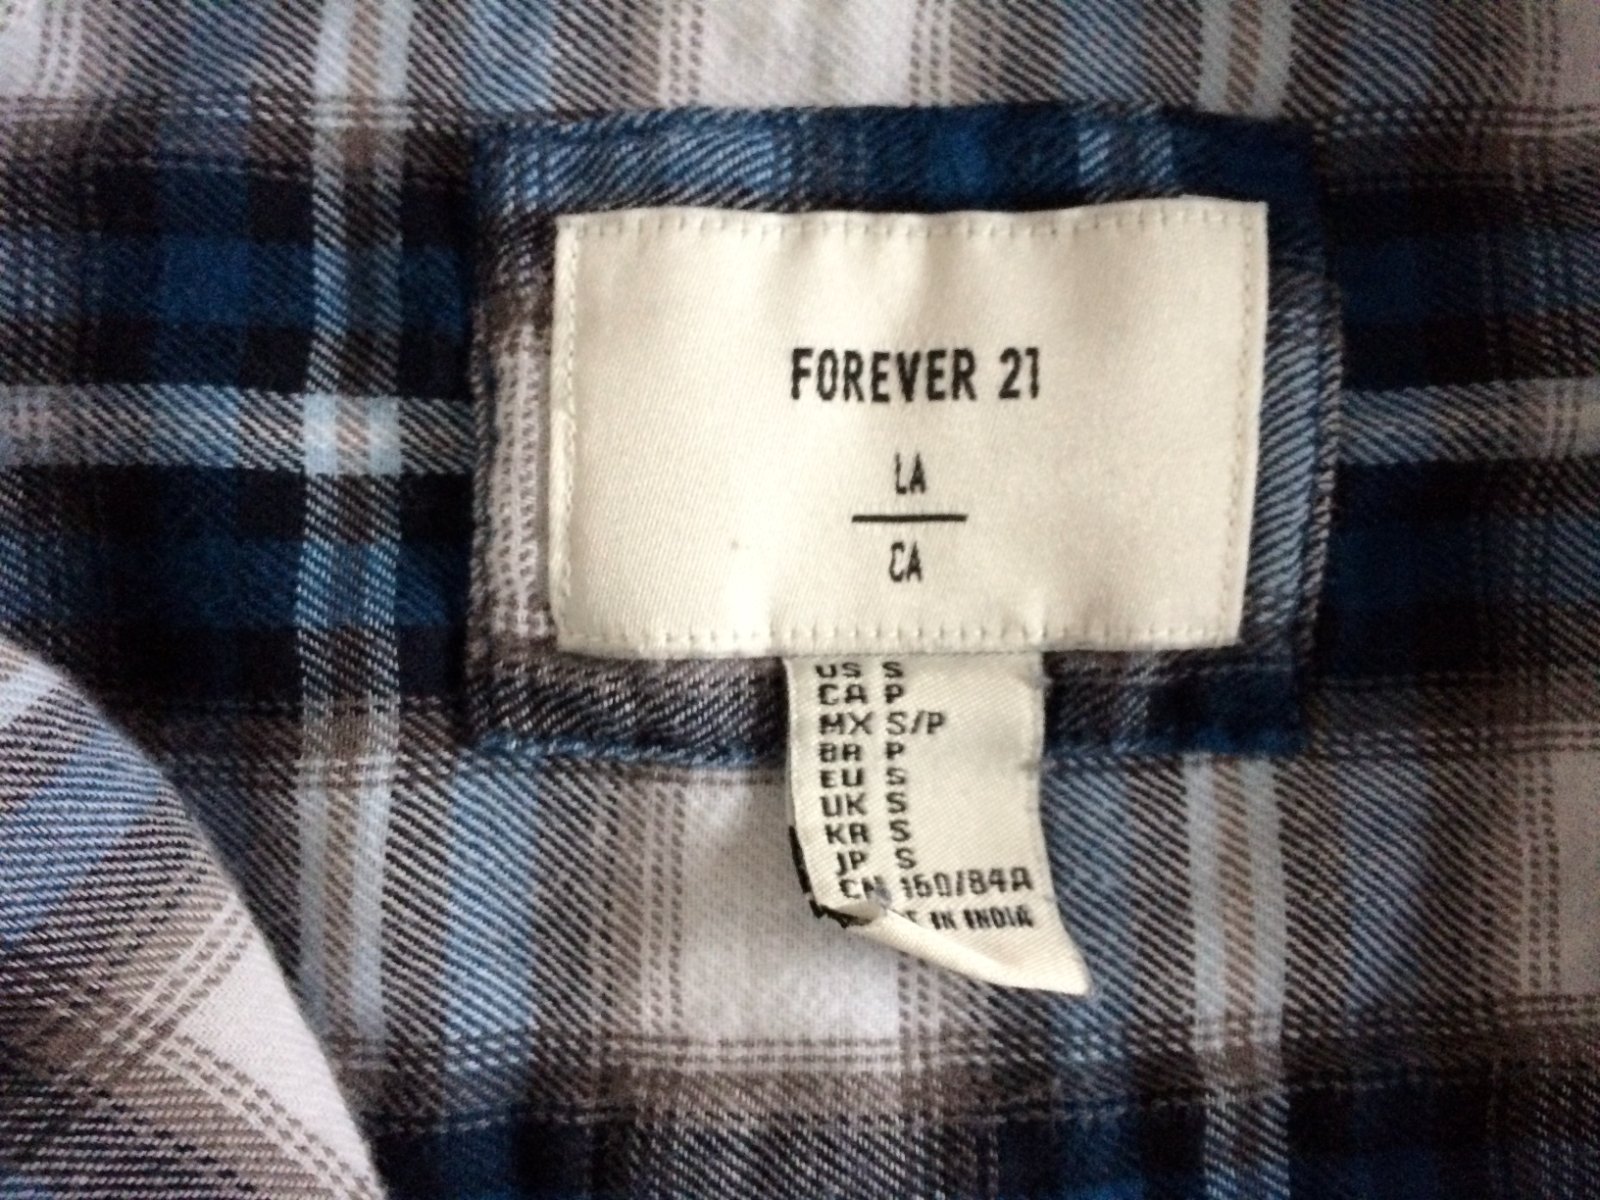 FOREVER 21
LA
CA
US S
CA P
MX S/P
BR P
EU S
UK S
KR S
JP S
CN 160/84A
IN INDIA